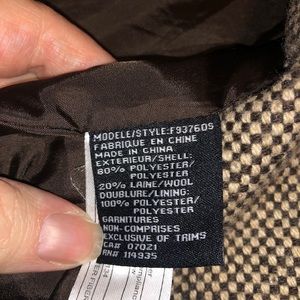 MODELE/STYLE:F93760S
FABRIQUE EN CHINE
MADE IN CHINA
EXTERIEUR/SHELL:
80% POLYESTER/
POLYESTER
20% LAINE/WOOL
DOUBLURE/LINING:
100% POLYESTER/
POLYESTER
GARNITURES
NON-COMPRISES
EXCLUSIVE OF TRIMS
CA# 07021
RN# 114935